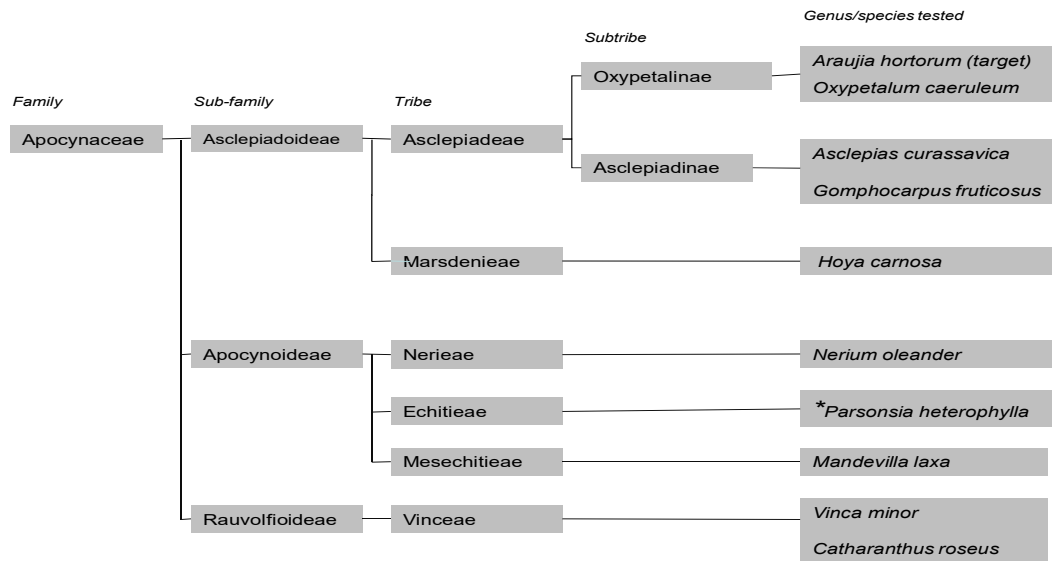 Genus/species tested
Subtribe
Family
Sub-family
Tribe
Oxypetalinae
Araujia hortorum (target)
Oxypetalum caeruleum
Apocynaceae
Asclepiadoideae
Asclepiadeae
Asclepiadinae
Asclepias curassavica
Gomphocarpus fruticosus
Marsdenieae
Hoya carnosa
Apocynoideae
Nerieae
Nerium oleander
Echitieae
*Parsonsia heterophylla
Mesechitieae
Mandevilla laxa
Rauvolfioideae
Vinceae
Vinca minor
Catharanthus roseus